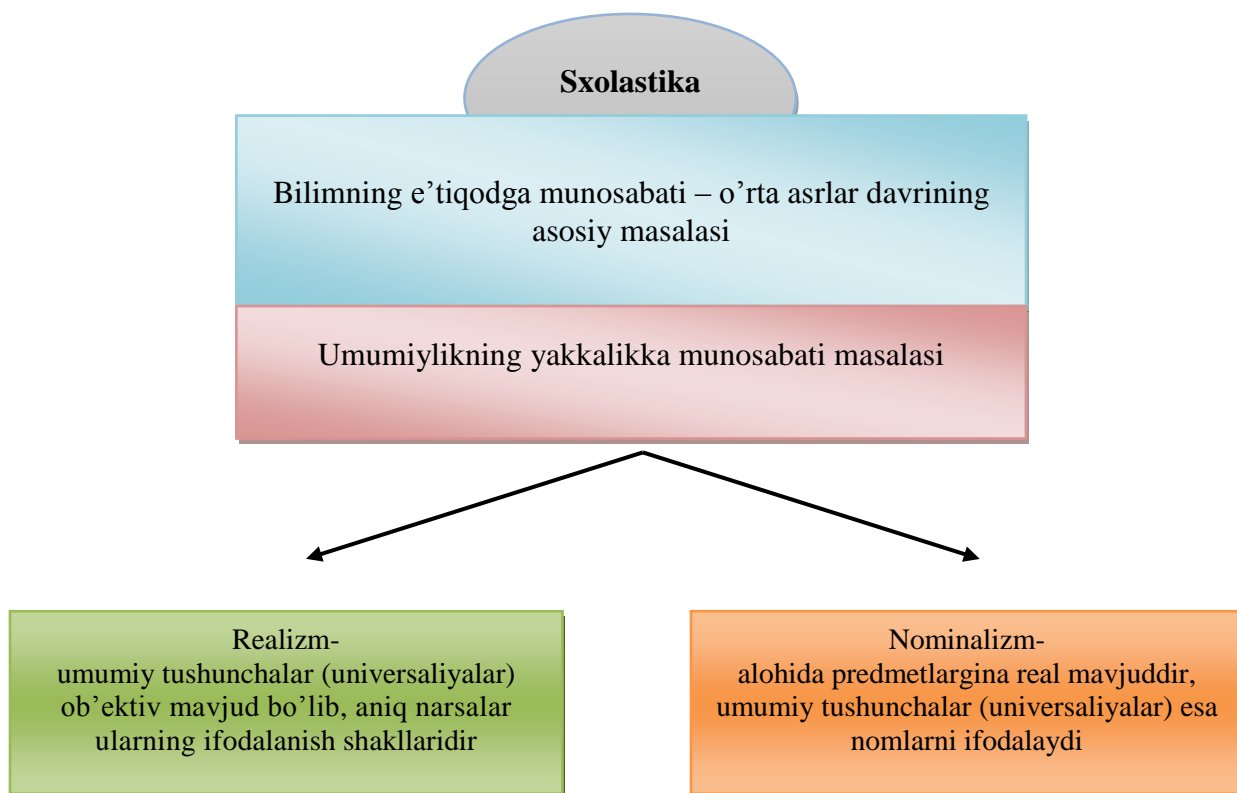 Sxolastika
Bilimning e’tiqodga munosabati – o’rta asrlar davrining
asosiy masalasi
Umumiylikning yakkalikka munosabati masalasi
Realizm-
umumiy tushunchalar (universaliyalar)
ob’ektiv mavjud bo’lib, aniq narsalar
ularning ifodalanish shakllaridir
Nominalizm-
alohida predmetlargina real mavjuddir,
umumiy tushunchalar (universaliyalar) esa
nomlarni ifodalaydi